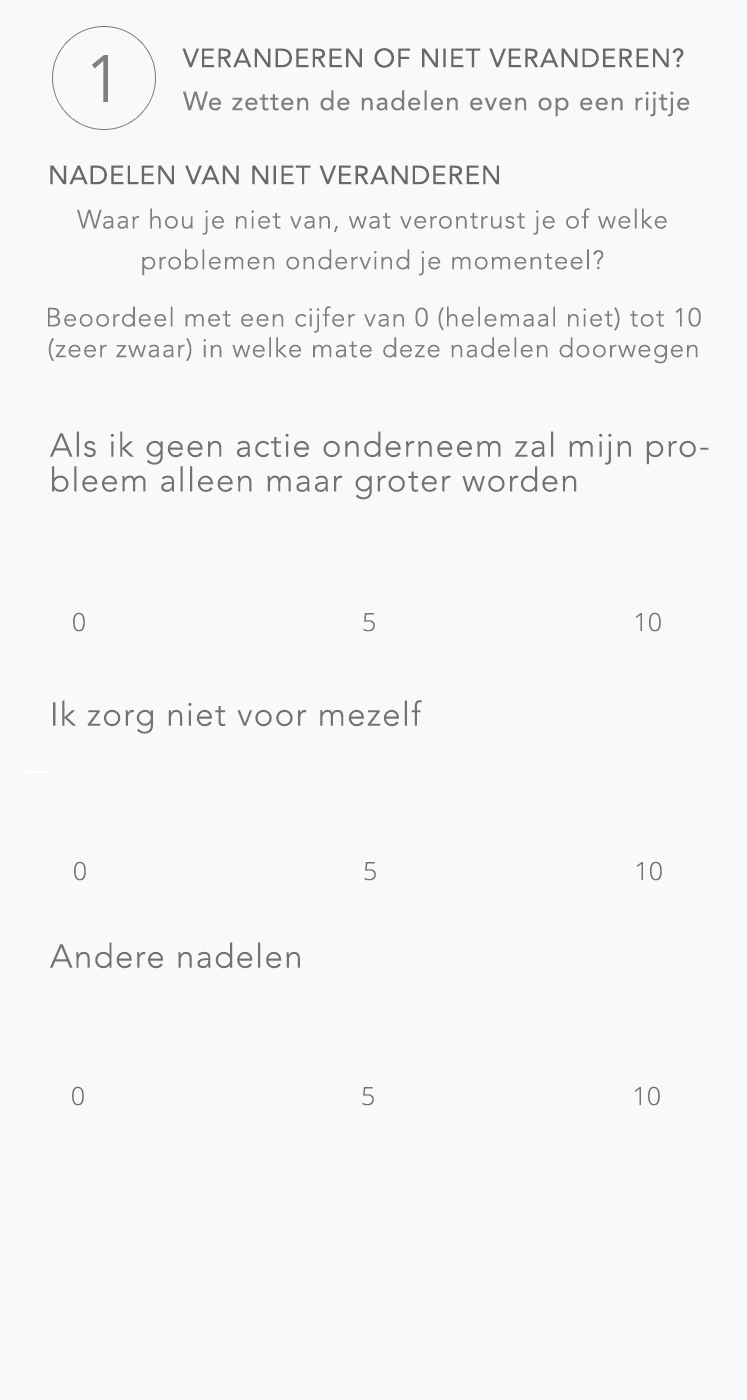 1
VERANDEREN OF NIET VERANDEREN?
We zetten de nadelen even op een rijtje
NADELEN VAN NIET VERANDEREN
Waar hou je niet van, wat verontrust je of welke
problemen ondervind je momenteel?
Beoordeel met een cijfer van 0 (helemaal niet) tot 10
(zeer zwaar) in welke mate deze nadelen doorwegen
Als ik geen actie onderneem zal mijn pro-
bleem alleen maar groter worden
0 5 10
Ik zorg niet voor mezelf
0 5 10
Andere nadelen
0 5 10